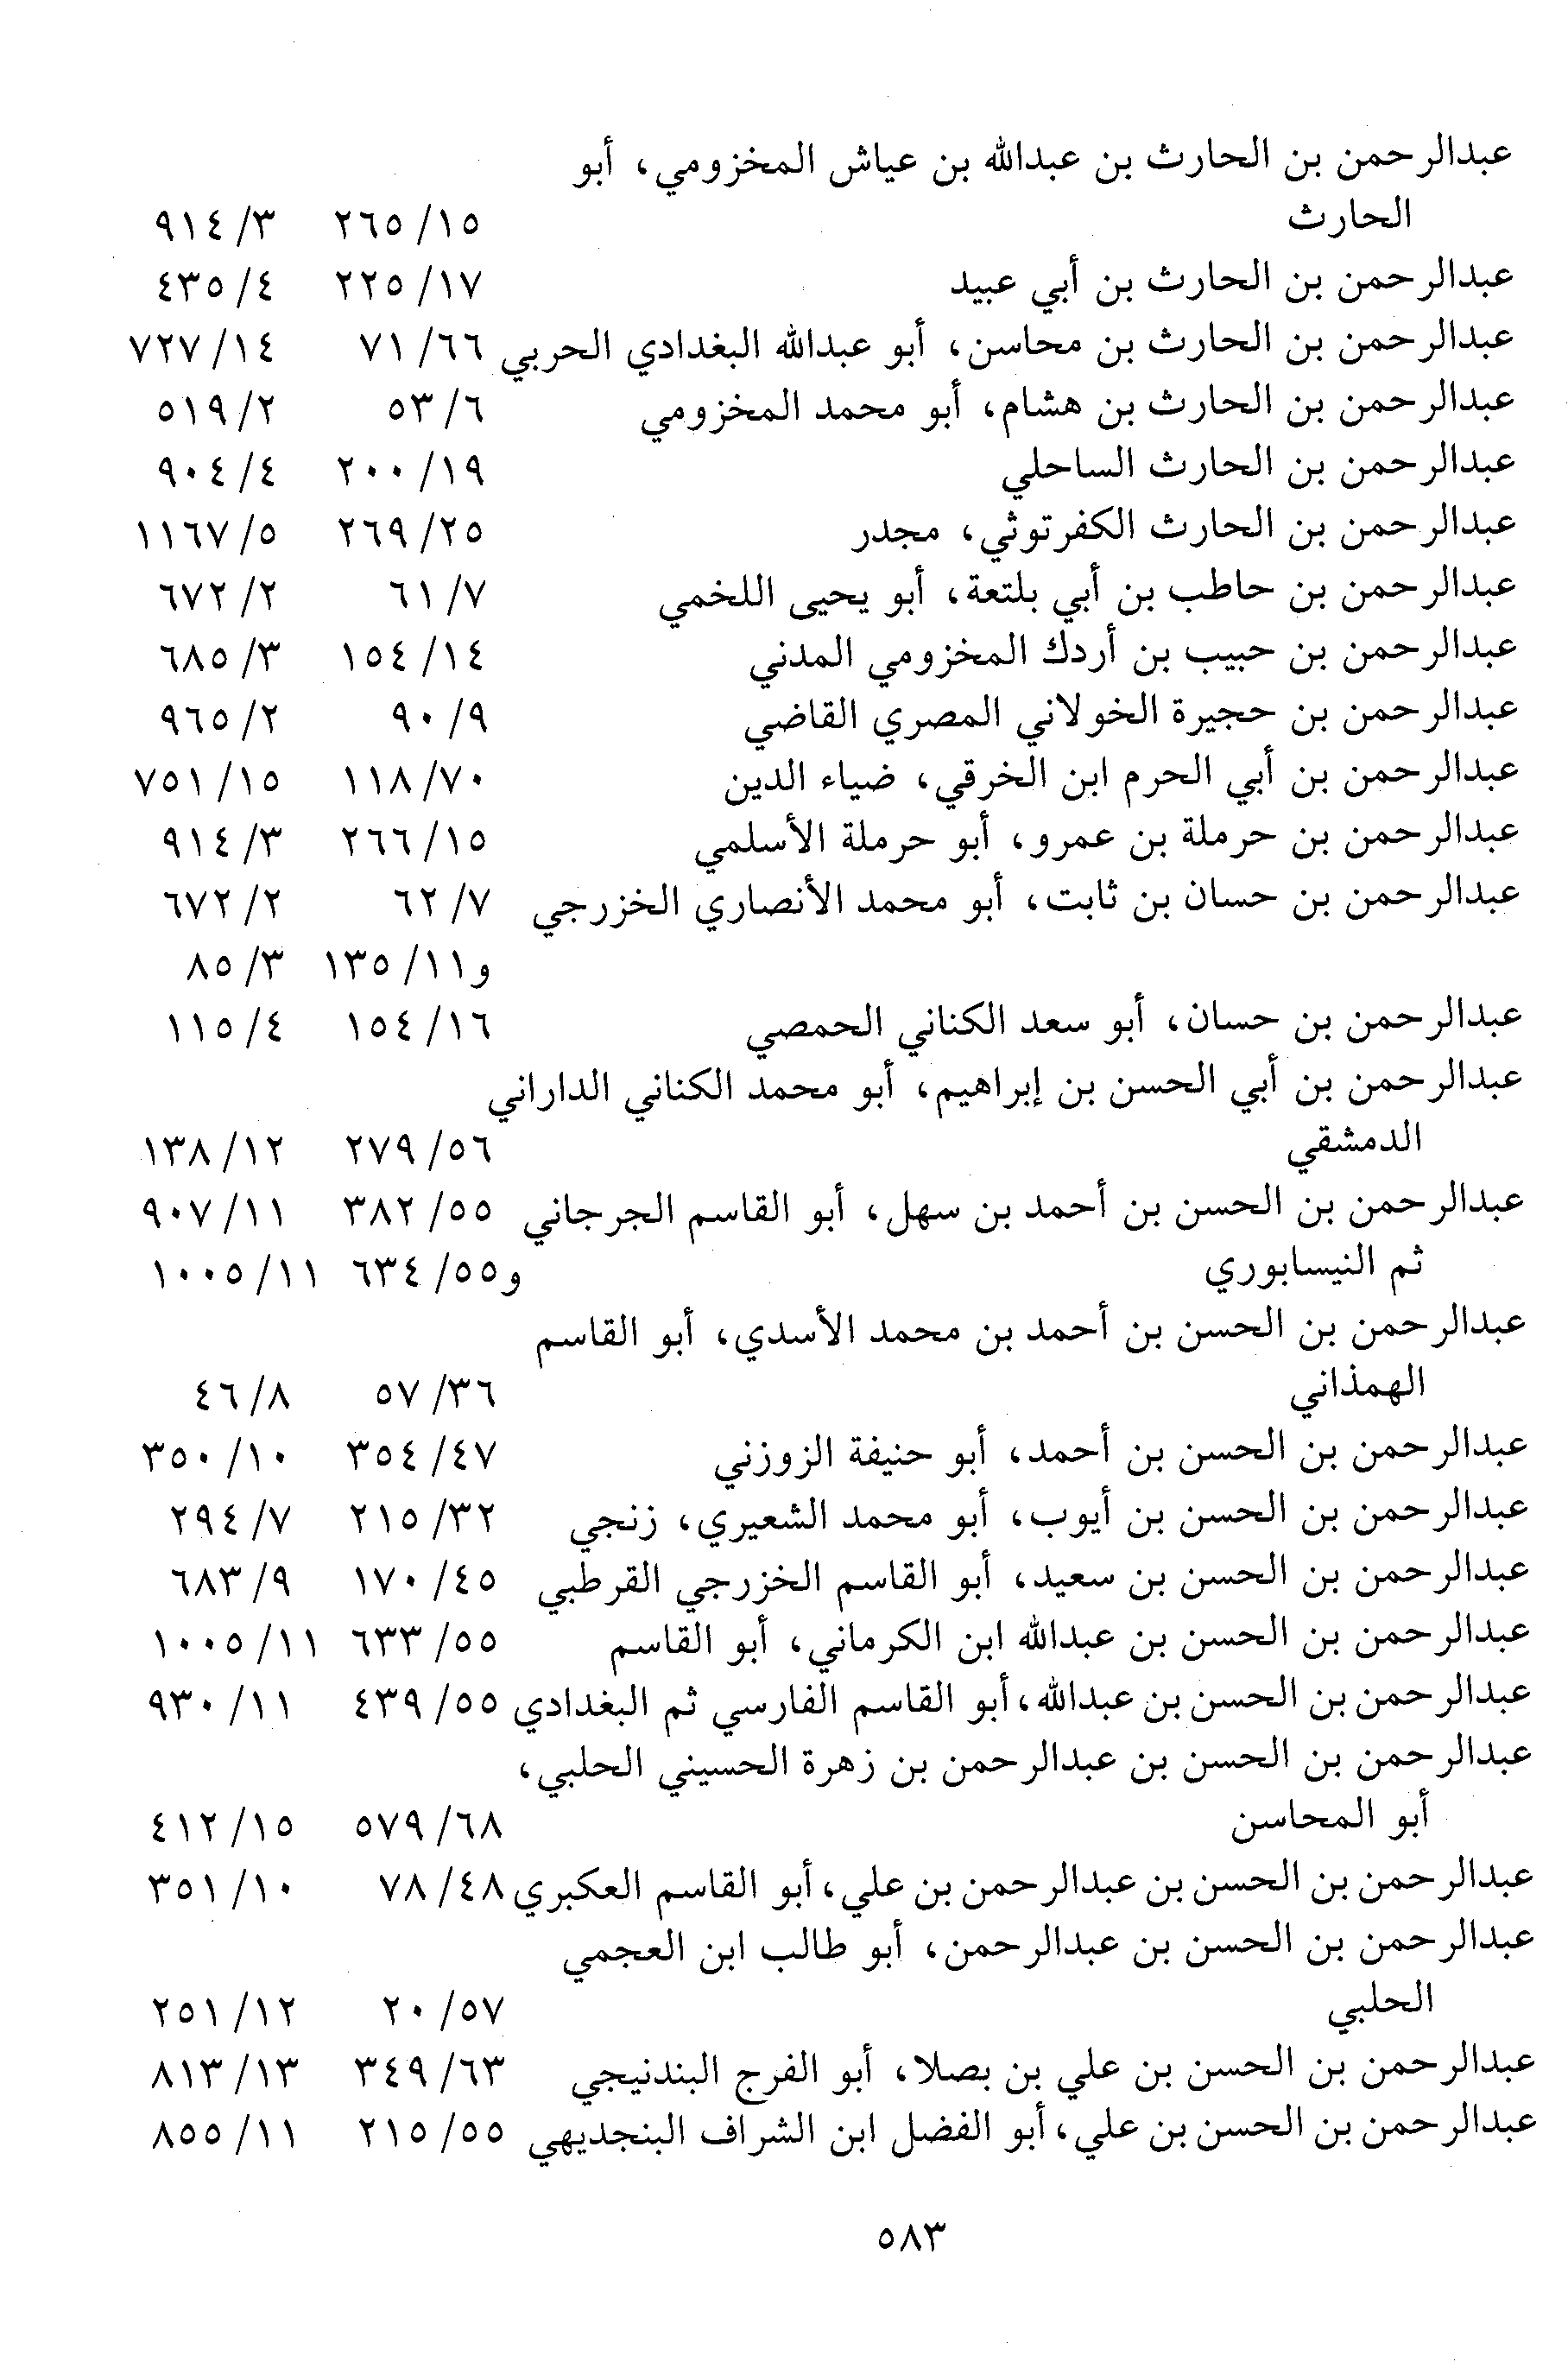 عبدالرحمن بن الحارث بن عبدالله بن عياش المخزومي، أبو
الحارث ١٥/ ٢٦٥ ٣/ ٩١٤
عبدالرحمن بن الحارث بن أبي عبيد ١٧/ ٢٢٥ ٤/ ٤٣٥
عبدالرحمن بن الحارث بن محاسن، أبو عبدالله البغدادي الحربي ٦٦/ ٧١ ١٤/ ٧٢٧
عبدالرحمن بن الحارث بن هشام، أبو محمد المخزومي ٦/ ٥٣ ٢/ ٥١٩
عبدالرحمن بن الحارث الساحلي ١٩/ ٢٠٠ ٤/ ٩٠٤
عبدالرحمن بن الحارث الكفرتوثي، مجدر ٢٥/ ٢٦٩ ٥/ ١١٦٧
عبدالرحمن بن حاطب بن أبي بلتعة، أبو يحيى اللخمي ٧/ ٦١ ٢/ ٦٧٢
عبدالرحمن بن حبيب بن أردك المخزومي المدني ١٤/ ١٥٤ ٣/ ٦٨٥
عبدالرحمن بن حجيرة الخولاني المصري القاضي ٩/ ٩٠ ٢/ ٩٦٥
عبدالرحمن بن أبي الحرم ابن الخرقي، ضياء الدين ٧٠/ ١١٨ ١٥/ ٧٥١
عبدالرحمن بن حرملة بن عمرو، أبو حرملة الأسلمي ١٥/ ٢٦٦ ٣/ ٩١٤
عبدالرحمن بن حسان بن ثابت، أبو محمد الأنصاري الخزرجي ٧/ ٦٢ ٢/ ٦٧٢
و١١/ ١٣٥ ٣/ ٨٥
عبدالرحمن بن حسان، أبو سعد الكناني الحمصي ١٦/ ١٥٤ ٤/ ١١٥
عبدالرحمن بن أبي الحسن بن إبراهيم، أبو محمد الكناني الداراني
الدمشقي ٥٦/ ٢٧٩ ١٢/ ١٣٨
عبدالرحمن بن الحسن بن أحمد بن سهل، أبو القاسم الجرجاني ٥٥/ ٣٨٢ ١١/ ٩٠٧
ثم النيسابوري و٥٥/ ٦٣٤ ١١/ ١٠٠٥
عبدالرحمن بن الحسن بن أحمد بن محمد الأسدي، أبو القاسم
الهمذاني ٣٦/ ٥٧ ٨/ ٤٦
عبدالرحمن بن الحسن بن أحمد، أبو حنيفة الزوزني ٤٧/ ٣٥٤ ١٠/ ٣٥٠
عبدالرحمن بن الحسن بن أيوب، أبو محمد الشعيري، زنجي ٣٢/ ٢١٥ ٧/ ٢٩٤
عبدالرحمن بن الحسن بن سعيد، أبو القاسم الخزرجي القرطبي ٤٥/ ١٧٠ ٩/ ٦٨٣
عبدالرحمن بن الحسن بن عبدالله ابن الكرماني، أبو القاسم ٥٥/ ٦٣٣ ١١/ ١٠٠٥
عبدالرحمن بن الحسن بن عبدالله، أبو القاسم الفارسي ثم البغدادي ٥٥/ ٤٣٩ ١١/ ٩٣٠
عبدالرحمن بن الحسن بن عبدالرحمن بن زهرة الحسيني الحلبي،
أبو المحاسن ٦٨/ ٥٧٩ ١٥/ ٤١٢
عبدالرحمن بن الحسن بن عبدالرحمن بن علي، أبو القاسم العكبري ٤٨/ ٧٨ ١٠/ ٣٥١
عبدالرحمن بن الحسن بن عبدالرحمن، أبو طالب ابن العجمي
الحلبي ٥٧/ ٢٠ ١٢/ ٢٥١
عبدالرحمن بن الحسن بن علي بن بصلا، أبو الفرج البندنيجي ٦٣/ ٣٤٩ ١٣/ ٨١٣
عبدالرحمن بن الحسن بن علي، أبو الفضل ابن الشراف البنجديهي ٥٥/ ٢١٥ ١١/ ٨٥٥
٥٨٣